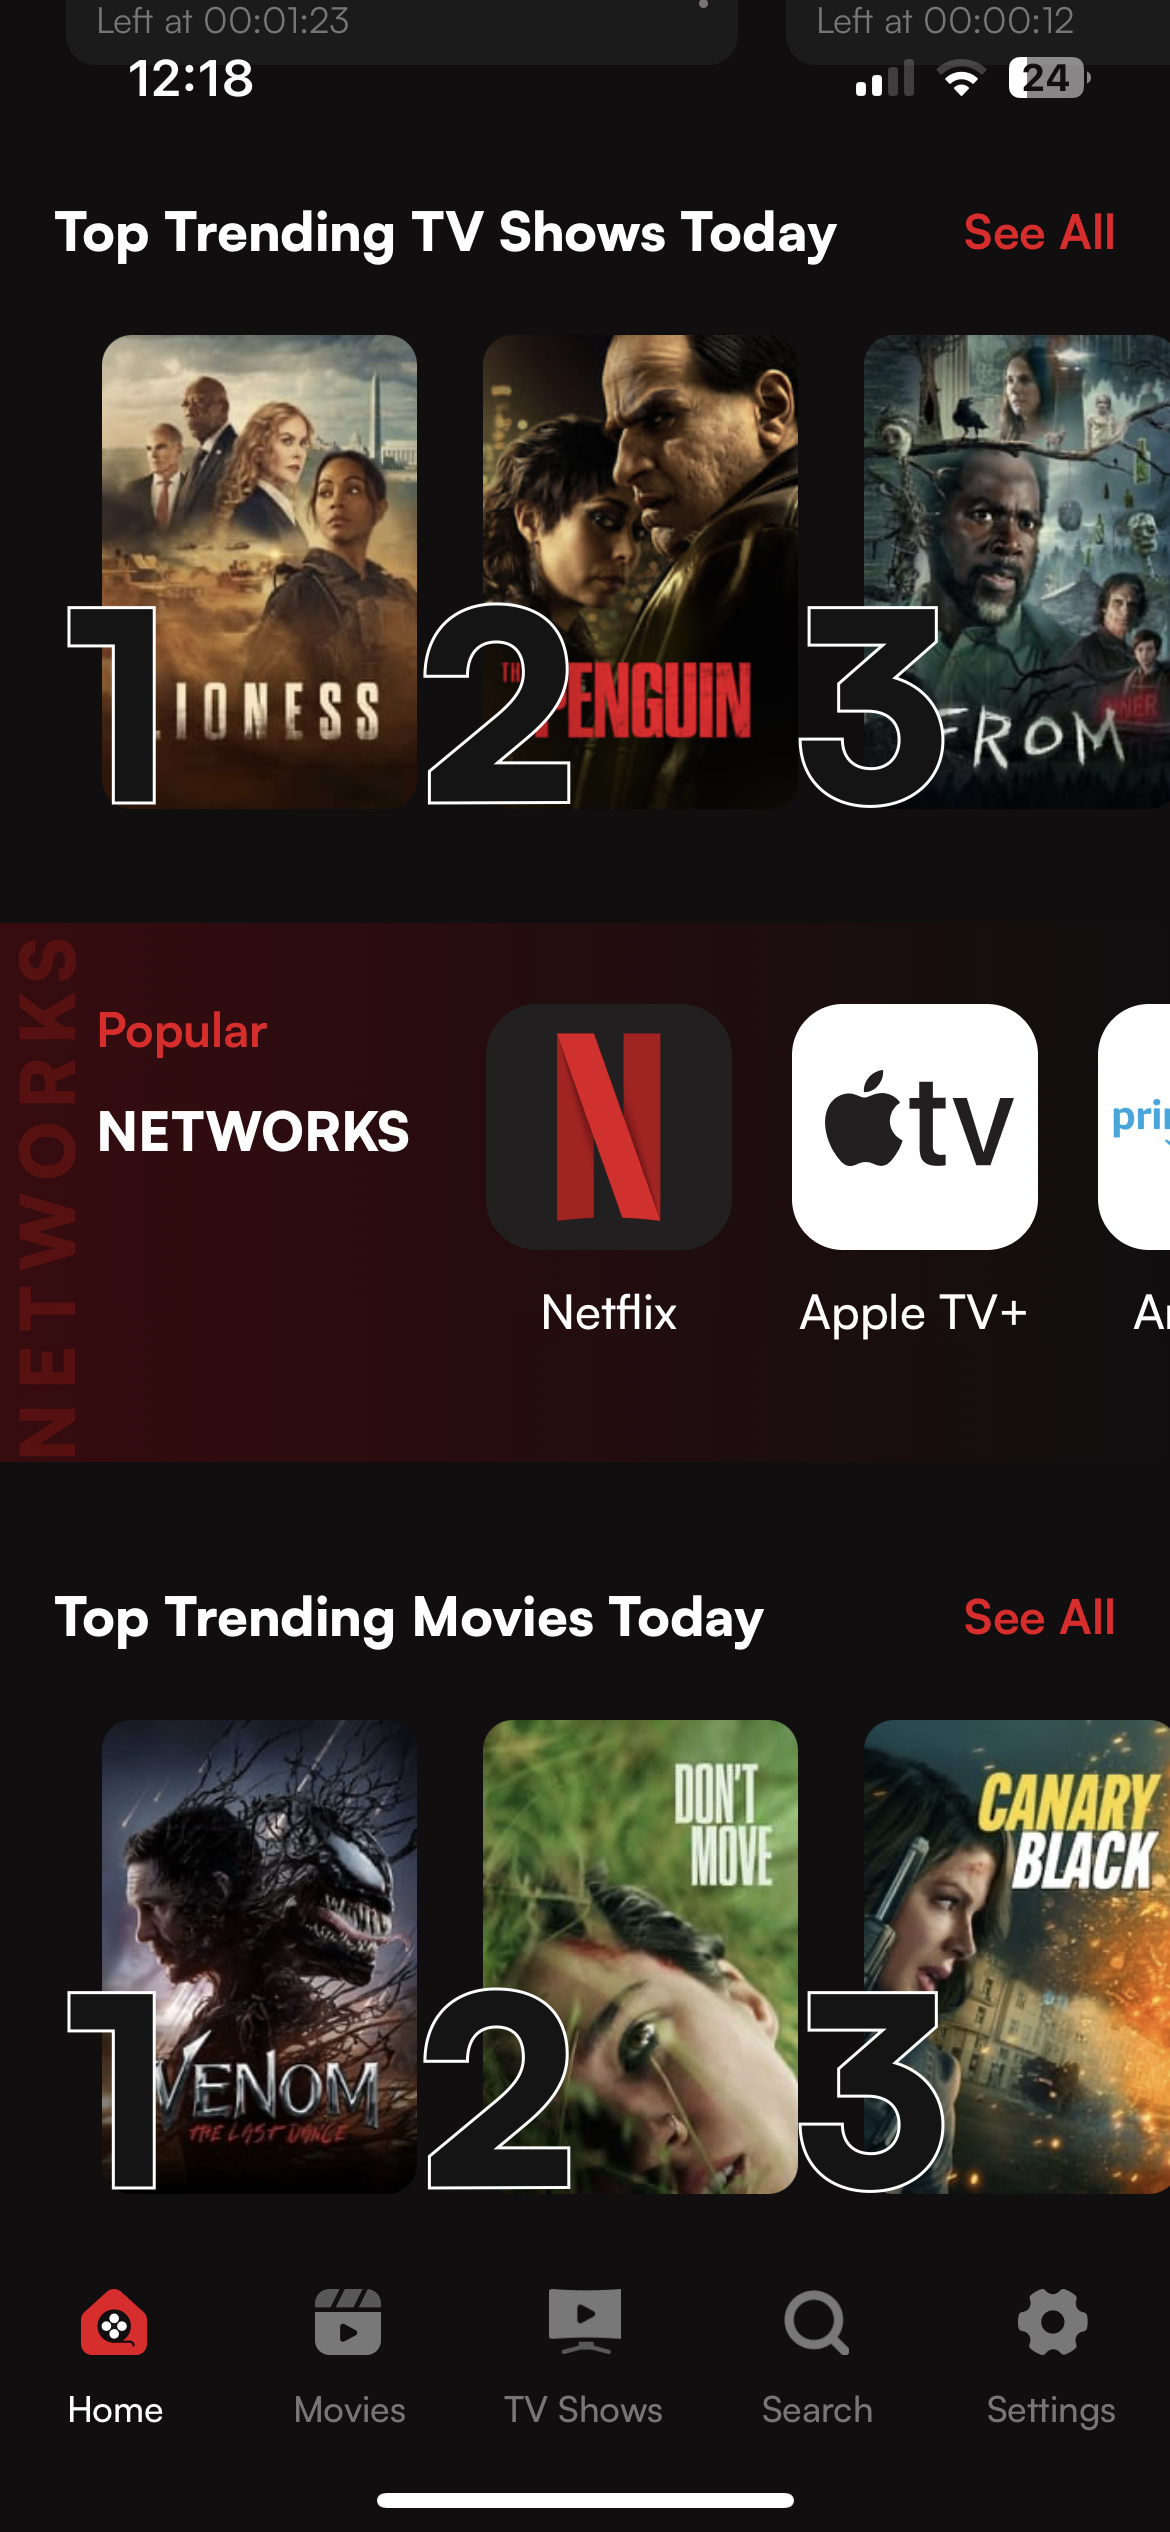 Left at 00:01:23
Left at 00:00:12
12:18
24
Top Trending TV Shows Today
See All
1
IONESS
2
TH
PENGUIN
3
FROM
NETWORKS
Popular
NETWORKS
tv
Netflix
Apple TV+
Top Trending Movies Today
See All
1
VENOM
THE LAST DANCE
2
DON'T
MOVE
3
CANARY
BLACK
Home
Movies
TV Shows
Search
Settings